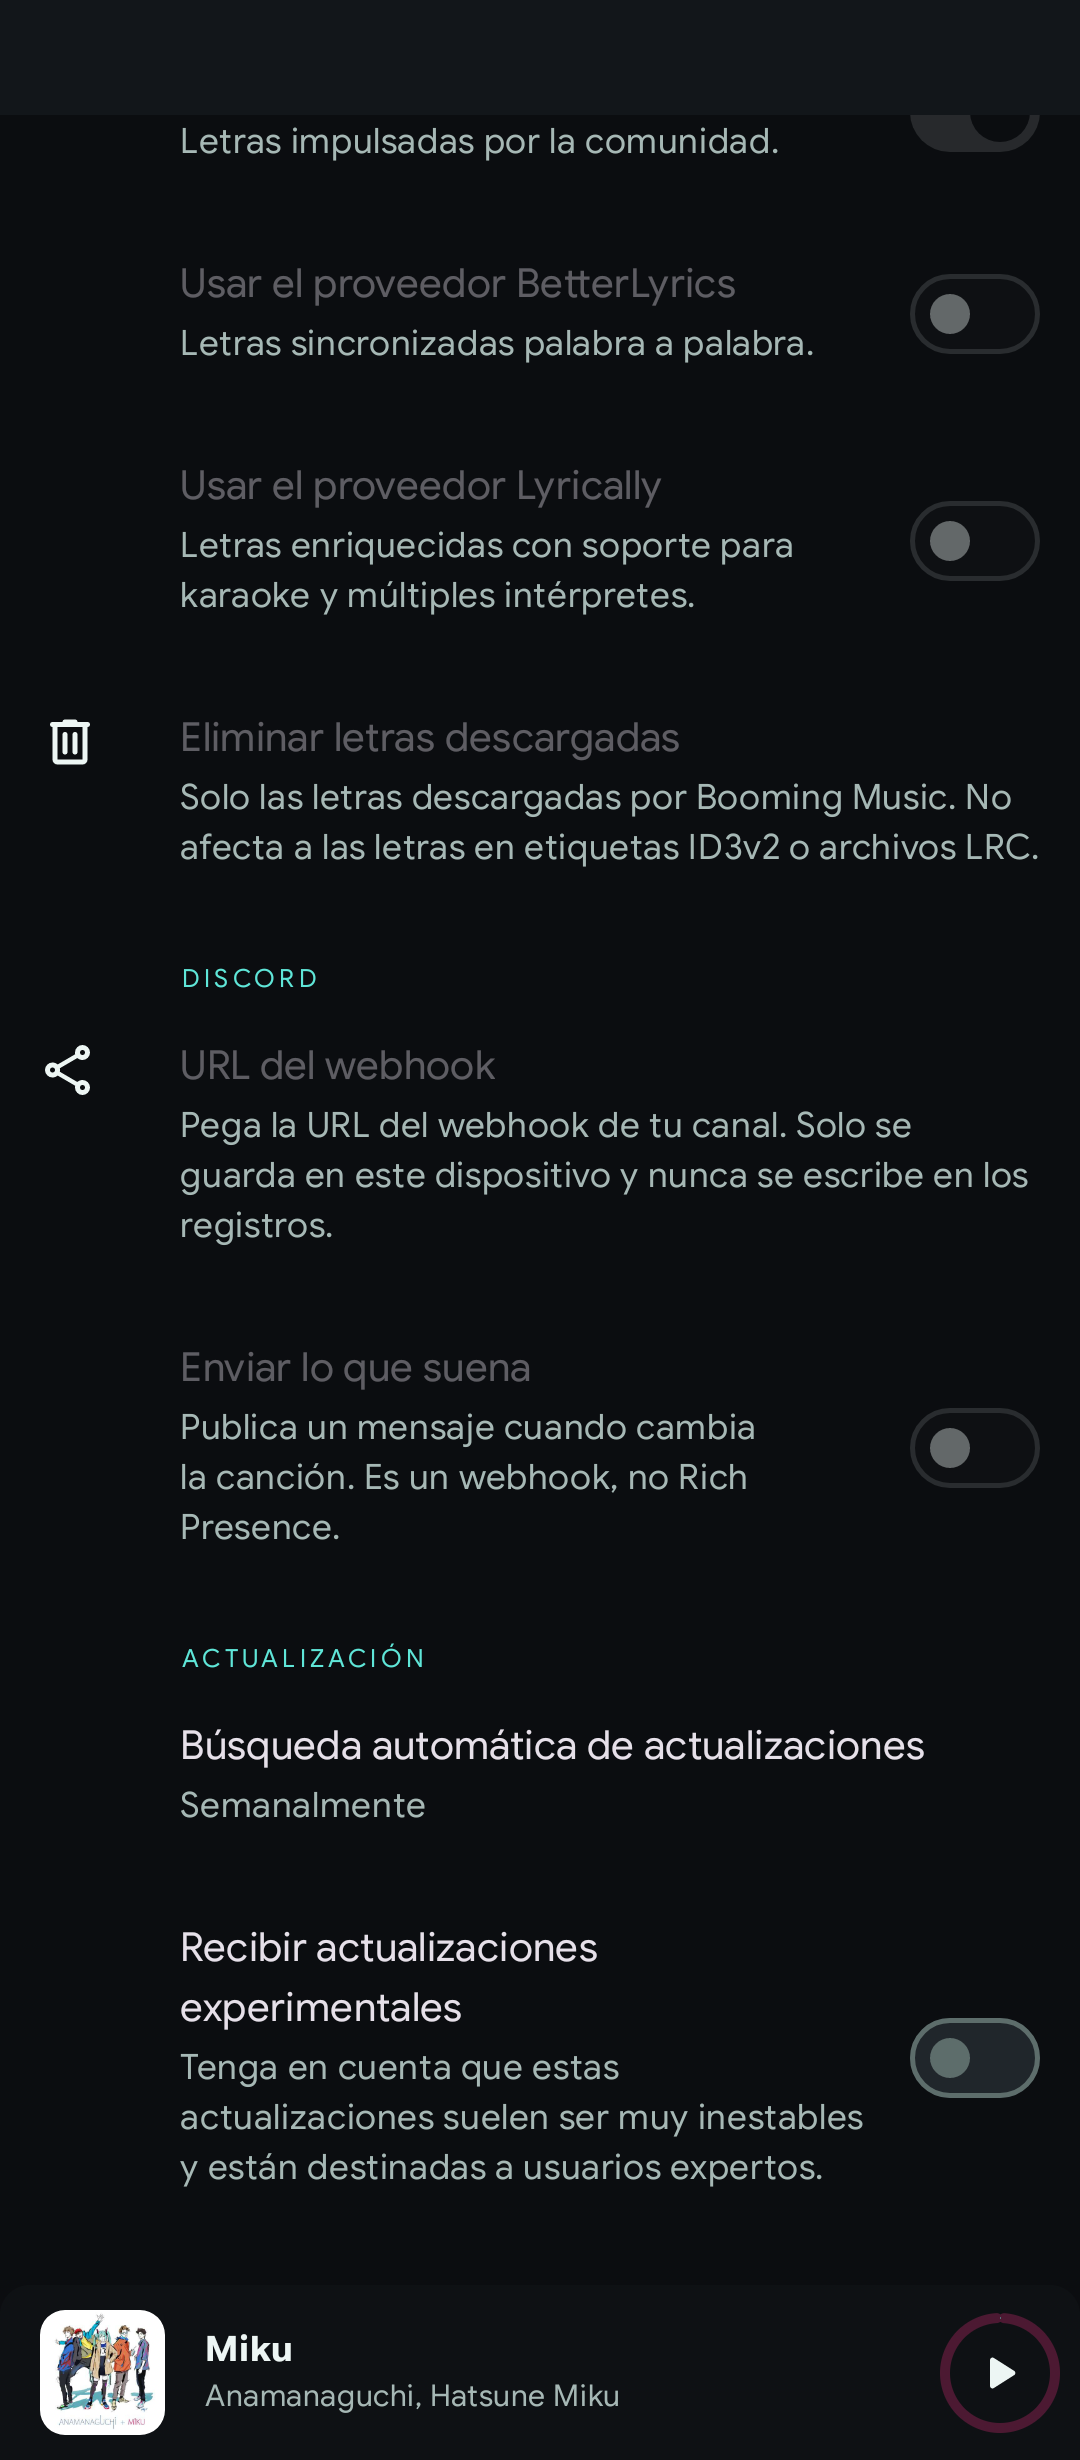 Letras impulsadas por la comunidad.
Usar el proveedor BetterLyrics
Letras sincronizadas palabra a palabra.
Usar el proveedor Lyrically
Letras enriquecidas con soporte para
karaoke y múltiples intérpretes.
Eliminar letras descargadas
Solo las letras descargadas por Booming Music. No
afecta a las letras en etiquetas ID3v2 o archivos LRC.
DISCORD
URL del webhook
Pega la URL del webhook de tu canal. Solo se
guarda en este dispositivo y nunca se escribe en los
registros.
Enviar lo que suena
Publica un mensaje cuando cambia
la canción. Es un webhook, no Rich
Presence.
ACTUALIZACIÓN
Búsqueda automática de actualizaciones
Semanalmente
Recibir actualizaciones
experimentales
Tenga en cuenta que estas
actualizaciones suelen ser muy inestables
y están destinadas a usuarios expertos.
ANAMANAGUCHI + MIKU
Miku
Anamanaguchi, Hatsune Miku